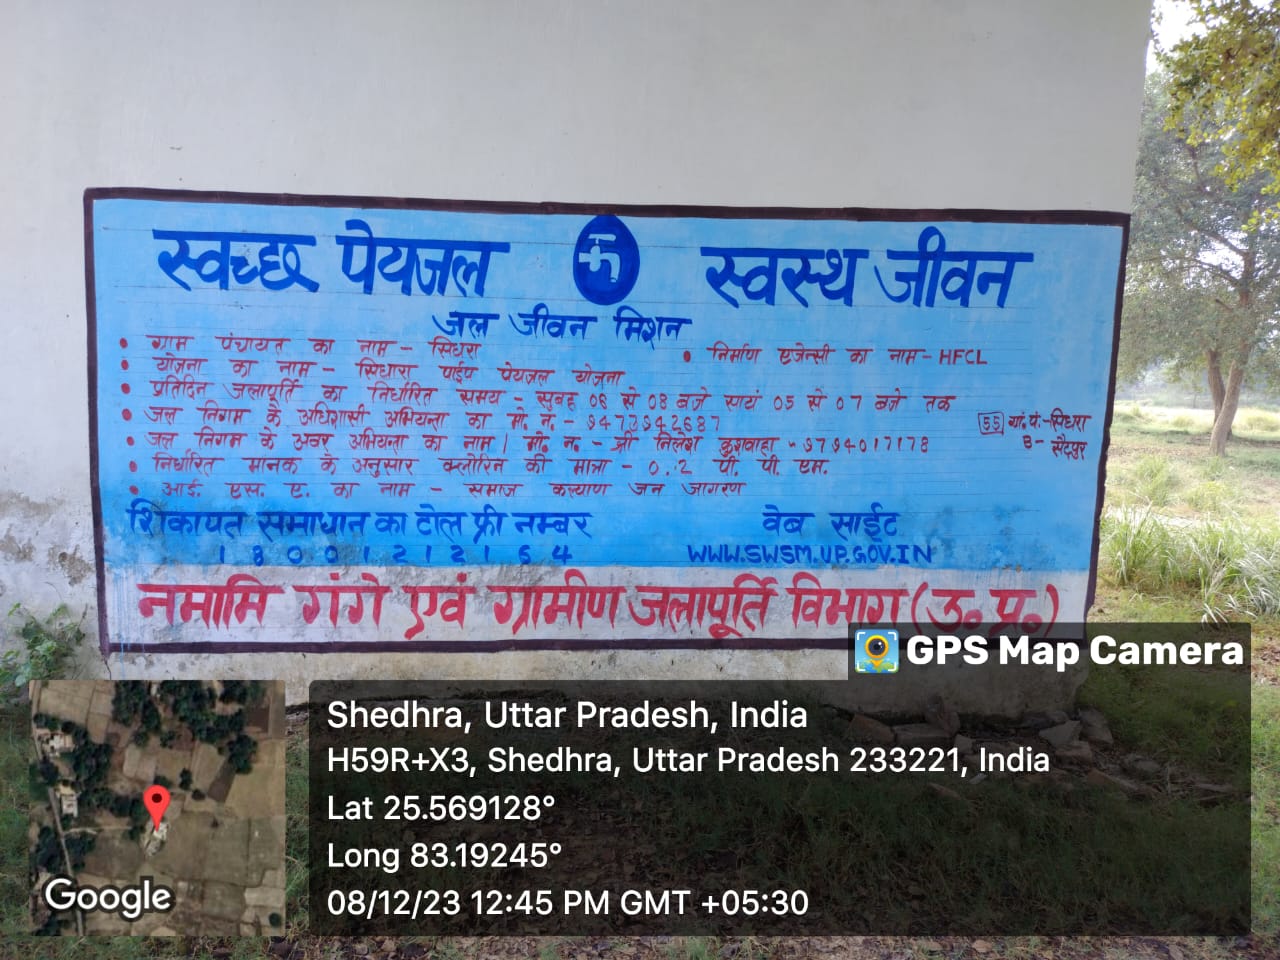 स्वच्छ पेयजल स्वस्थ जीवन
जल जीवन मिशन
• ग्राम पंचायत का नाम - सिधरा
• निर्माण एजेन्सी का नाम - HFCL
• योजना का नाम - सिधारा पाईप पेयजल योजना
• प्रतिदिन जलापूर्ति का निर्धारित समय - सुबह 06 से 08 बजे सायं 05 से 07 बजे तक
• जल निगम के अधिशासी अभियन्ता का मो. न. - 9473942687
• जल निगम के अवर अभियन्ता का नाम / मो. न. - श्री निलेश कुशवाहा - 9794017178
55 ग्रा. पं. - सिधरा
B - सैदपुर
• निर्धारित मानक के अनुसार क्लोरिन की मात्रा - 0.2 पी. पी. एम.
• आई. एस. ए. का नाम - समाज कल्याण जन जागरण
शिकायत समाधान का टोल फ्री नम्बर
18001212164
वेब साईट
WWW.SWSM.UP.GOV.IN
नमामि गंगे एवं ग्रामीण जलापूर्ति विभाग (उ. प्र.)
GPS Map Camera
Shedhra, Uttar Pradesh, India
H59R+X3, Shedhra, Uttar Pradesh 233221, India
Lat 25.569128°
Long 83.19245°
08/12/23 12:45 PM GMT +05:30
Google